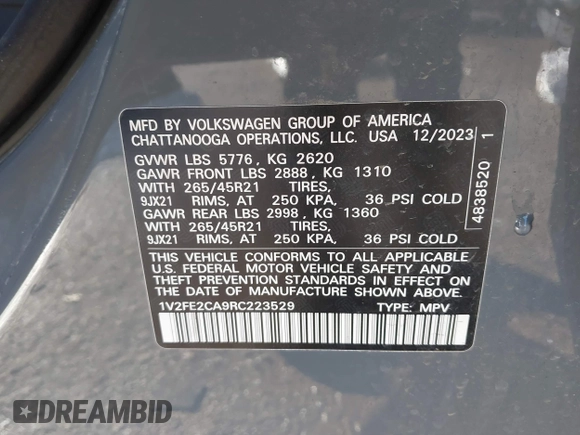 MFD BY VOLKSWAGEN GROUP OF AMERICA
CHATTANOOGA OPERATIONS, LLC. USA 12/2023
GVWR LBS 5776, KG 2620
GAWR FRONT LBS 2888, KG 1310
WITH 265/45R21 TIRES,
9JX21 RIMS, AT 250 KPA, 36 PSI COLD
GAWR REAR LBS 2998, KG 1360
WITH 265/45R21 TIRES,
9JX21 RIMS, AT 250 KPA, 36 PSI COLD
THIS VEHICLE CONFORMS TO ALL APPLICABLE
U.S. FEDERAL MOTOR VEHICLE SAFETY AND
THEFT PREVENTION STANDARDS IN EFFECT ON
THE DATE OF MANUFACTURE SHOWN ABOVE.
1V2FE2CA9RC223529 TYPE: MPV
4838520 1
DREAMBID